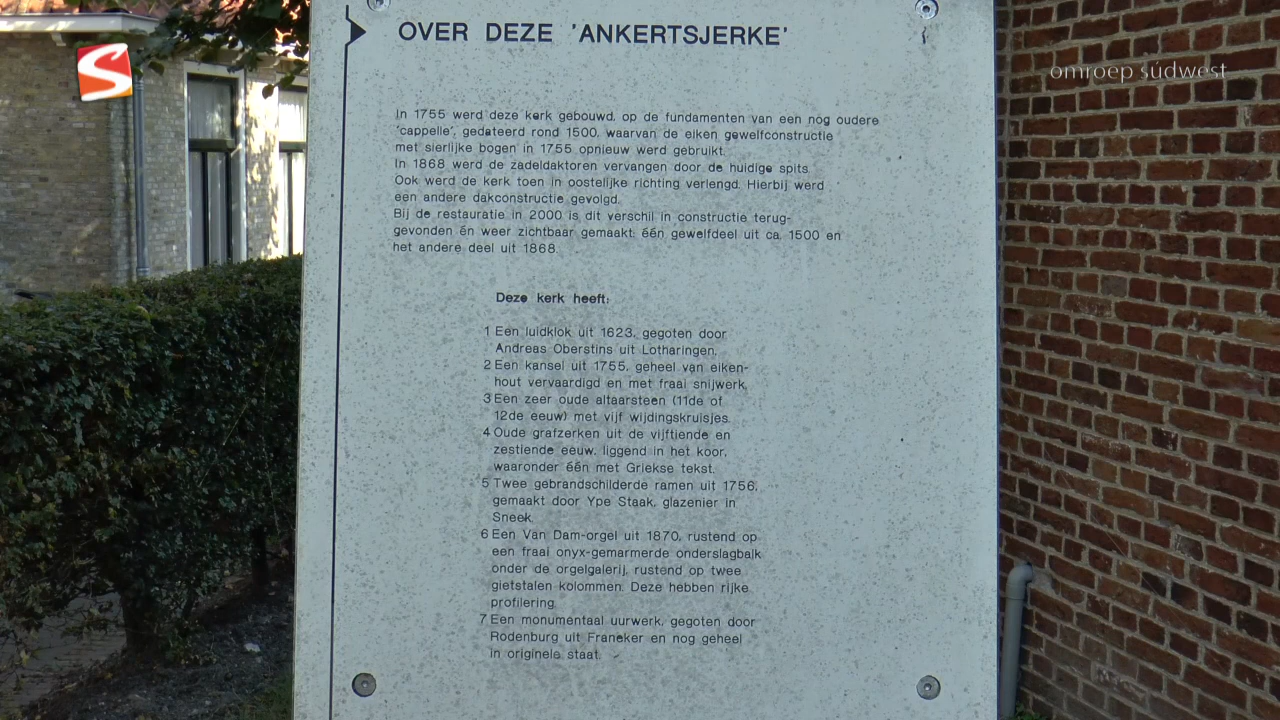 OVER DEZE 'ANKERTSJERKE'
omroep súdwest
In 1755 werd deze kerk gebouwd, op de fundamenten van een nog oudere
'cappelle', gedateerd rond 1500, waarvan de eiken gewelfconstructie
met sierlijke bogen in 1755 opnieuw werd gebruikt.
In 1868 werd de zadeldaktoren vervangen door de huidige spits.
Ook werd de kerk toen in oostelijke richting verlengd. Hierbij werd
een andere dakconstructie gevolgd.
Bij de restauratie in 2000 is dit verschil in constructie terug-
gevonden én weer zichtbaar gemaakt: één gewelfdeel uit ca. 1500 en
het andere deel uit 1868.
Deze kerk heeft:
1 Een luidklok uit 1623, gegoten door
Andreas Oberstins uit Lotharingen.
2 Een kansel uit 1755, geheel van eiken-
hout vervaardigd en met fraai snijwerk.
3 Een zeer oude altaarsteen (11de of
12de eeuw) met vijf wijdingskruisjes.
4 Oude grafzerken uit de vijftiende en
zestiende eeuw, liggend in het koor,
waaronder één met Griekse tekst.
5 Twee gebrandschilderde ramen uit 1756,
gemaakt door Ype Staak, glazenier in
Sneek.
6 Een Van Dam-orgel uit 1870, rustend op
een fraai onyx-gemarmerde onderslagbalk
onder de orgelgalerij, rustend op twee
gietstalen kolommen. Deze hebben rijke
profilering.
7 Een monumentaal uurwerk, gegoten door
Rodenburg uit Franeker en nog geheel
in originele staat.